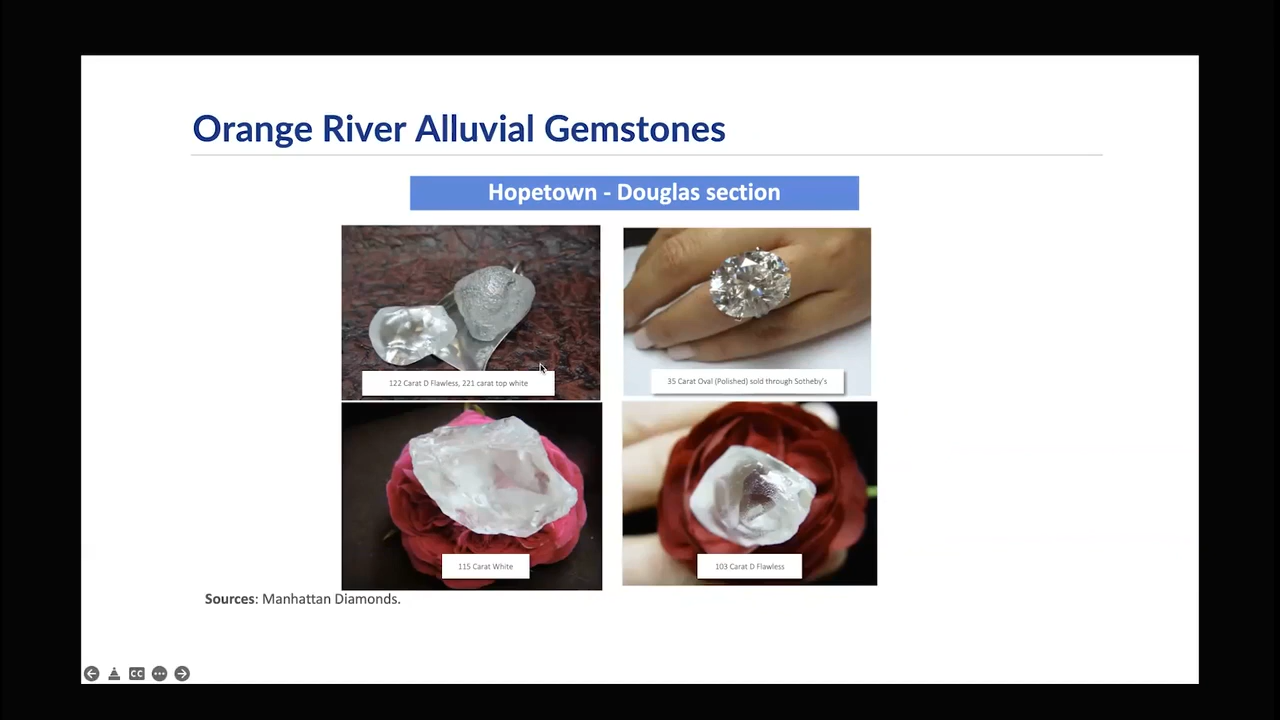 Orange River Alluvial Gemstones
Hopetown - Douglas section
122 Carat D Flawless, 221 carat top white
35 Carat Oval (Polished) sold through Sotheby's
115 Carat White
103 Carat D Flawless
Sources: Manhattan Diamonds.
CC